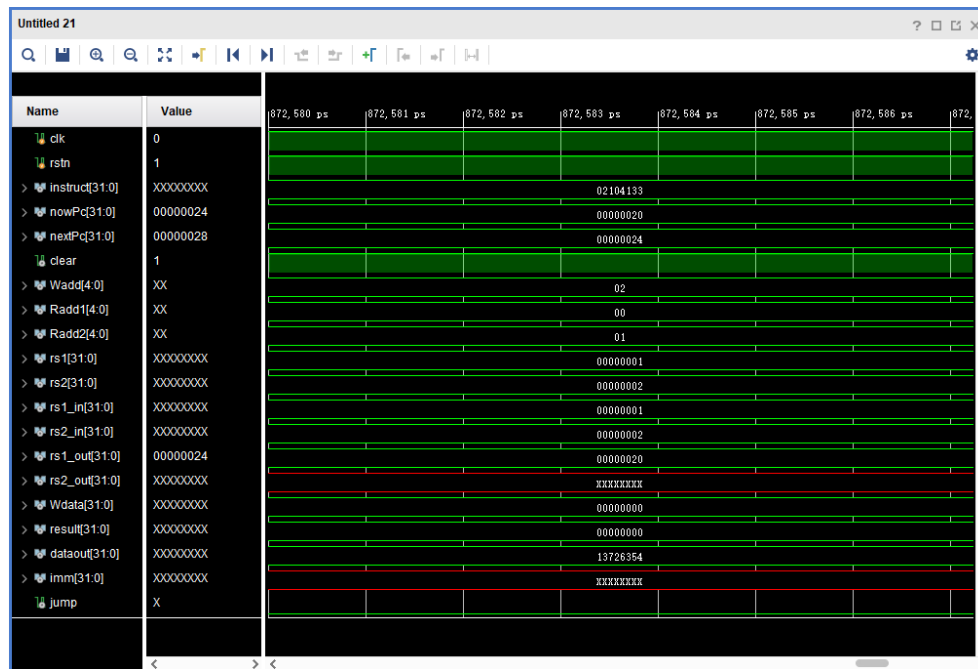 Untitled 21
Name Value 872,580 ps 872,581 ps 872,582 ps 872,583 ps 872,584 ps 872,585 ps 872,586 ps 872,
clk 0
rstn 1
instruct[31:0] XXXXXXXX 02104133
nowPc[31:0] 00000024 00000020
nextPc[31:0] 00000028 00000024
clear 1
Wadd[4:0] XX 02
Radd1[4:0] XX 00
Radd2[4:0] XX 01
rs1[31:0] XXXXXXXX 00000001
rs2[31:0] XXXXXXXX 00000002
rs1_in[31:0] XXXXXXXX 00000001
rs2_in[31:0] XXXXXXXX 00000002
rs1_out[31:0] 00000024 00000020
rs2_out[31:0] XXXXXXXX XXXXXXXX
Wdata[31:0] XXXXXXXX 00000000
result[31:0] XXXXXXXX 00000000
dataout[31:0] XXXXXXXX 13726354
imm[31:0] XXXXXXXX XXXXXXXX
jump X